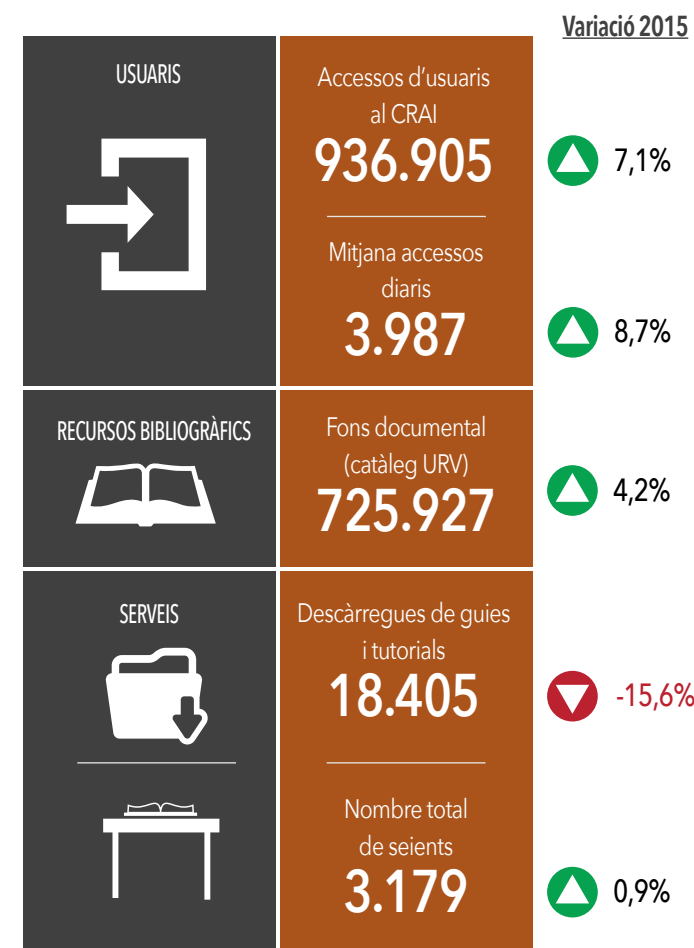 Variació 2015
USUARIS
Accessos d’usuaris
al CRAI
936.905
7,1%
Mitjana accessos
diaris
3.987
8,7%
RECURSOS BIBLIOGRÀFICS
Fons documental
(catàleg URV)
725.927
4,2%
SERVEIS
Descàrregues de guies
i tutorials
18.405
-15,6%
Nombre total
de seients
3.179
0,9%